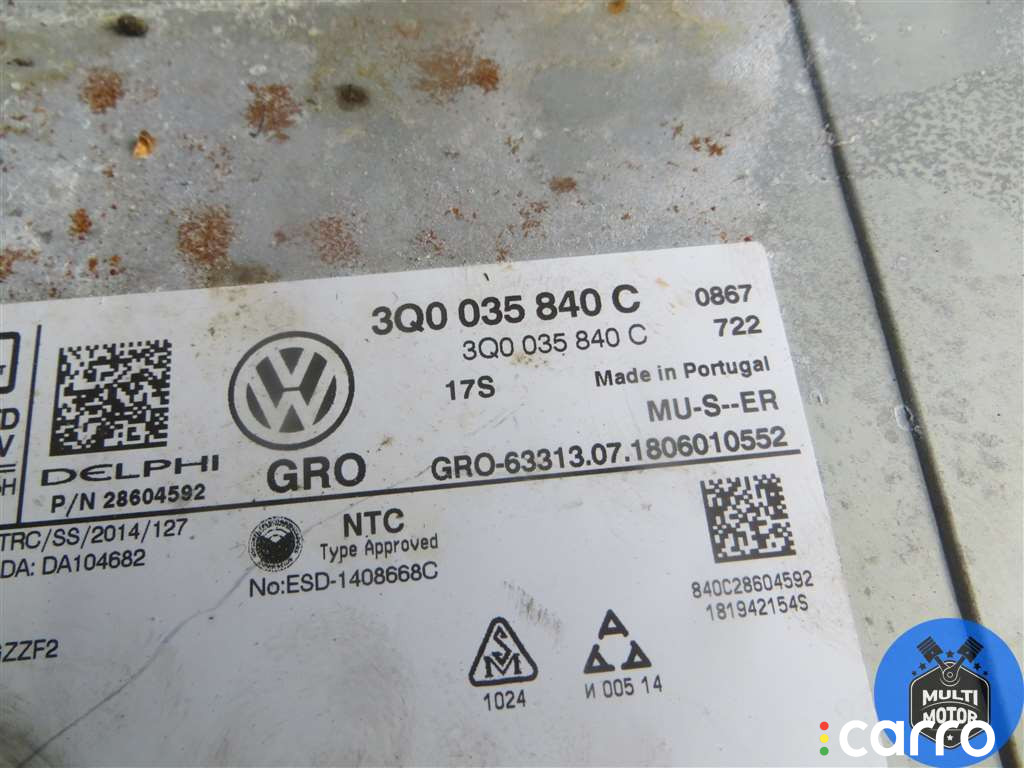 3Q0 035 840 C 0867
3Q0 035 840 C 722
17S Made in Portugal
MU-S--ER
GRO GRO-63313.07.1806010552
DELPHI
P/N 28604592
TRC/SS/2014/127
DA: DA104682
NTC
Type Approved
No:ESD-1408668C
840C28604592
181942154S
ZZF2
SM
1024
И 005 14
MULTI
MOTOR
carro